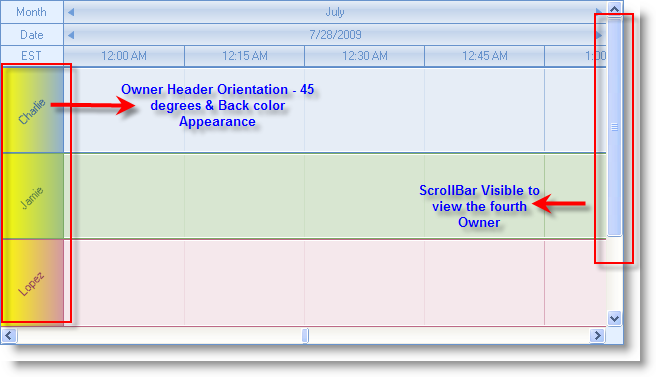 Month July
Date 7/28/2009
EST 12:00 AM 12:15 AM 12:30 AM 12:45 AM 1:00
Charlie
Owner Header Orientation - 45
degrees & Back color
Appearance
Jamie
ScrollBar Visible to
view the fourth
Owner
Lopez